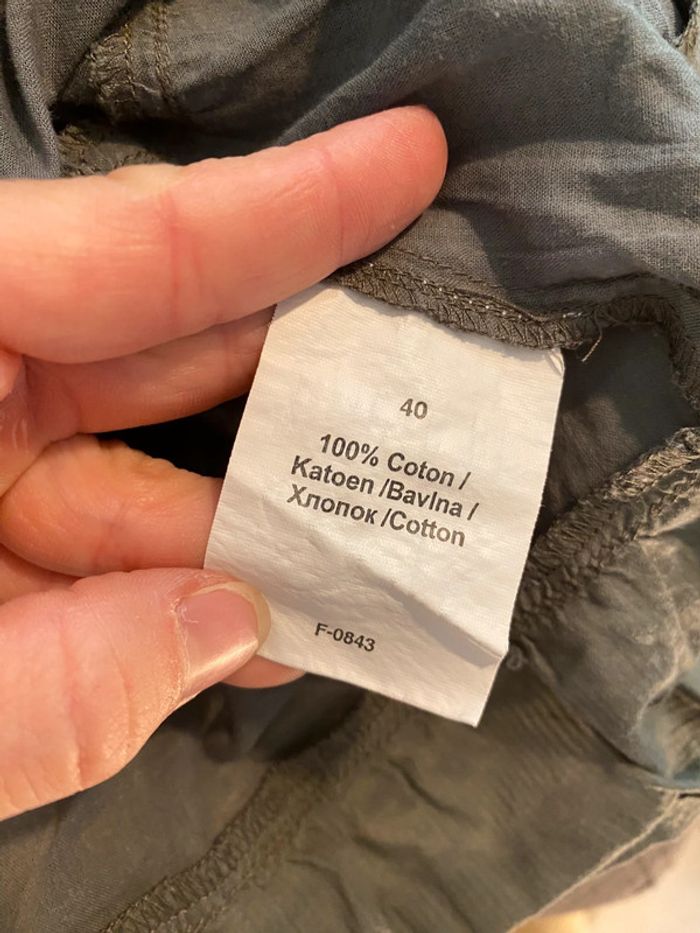 40
100% Coton /
Katoen /Bavlna /
Хлопок /Cotton
F-0843